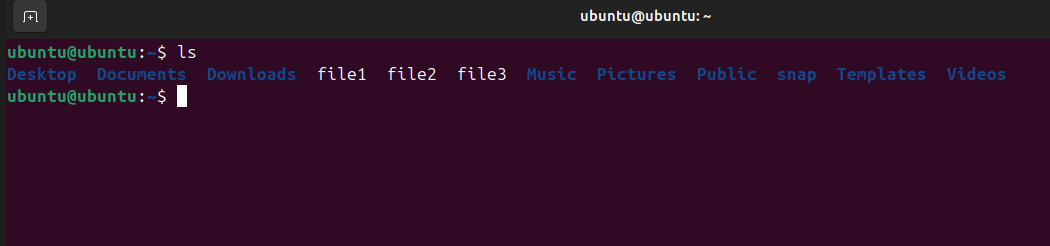 ubuntu@ubuntu: ~
ubuntu@ubuntu:~$ ls
Desktop  Documents  Downloads  file1  file2  file3  Music  Pictures  Public  snap  Templates  Videos
ubuntu@ubuntu:~$